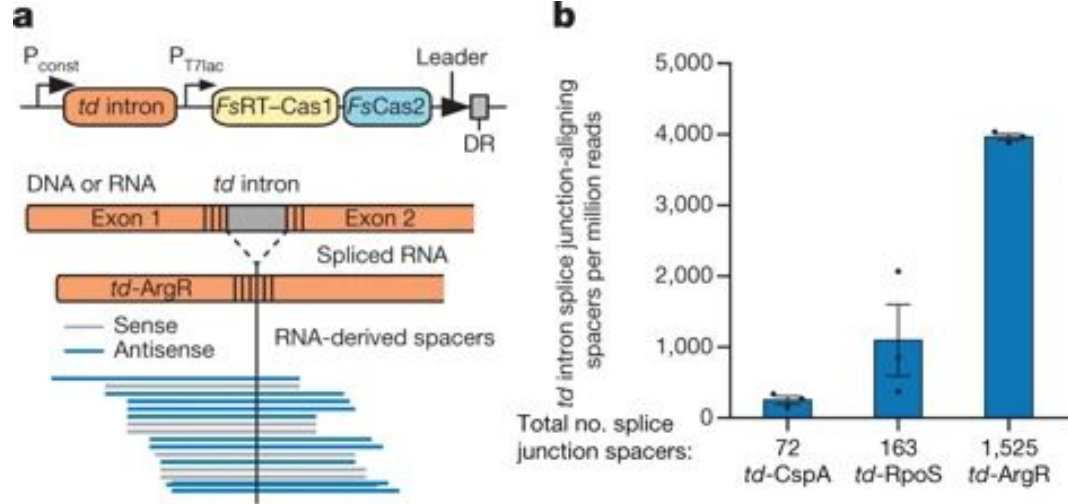 a
Pconst
PT7lac
Leader
td intron
FsRT–Cas1
FsCas2
DR
DNA or RNA
td intron
Exon 1
Exon 2
Spliced RNA
td-ArgR
Sense
Antisense
RNA-derived spacers
b
td intron splice junction-aligning
spacers per million reads
5,000
4,000
3,000
2,000
1,000
0
Total no. splice
junction spacers:
72
163
1,525
td-CspA
td-RpoS
td-ArgR